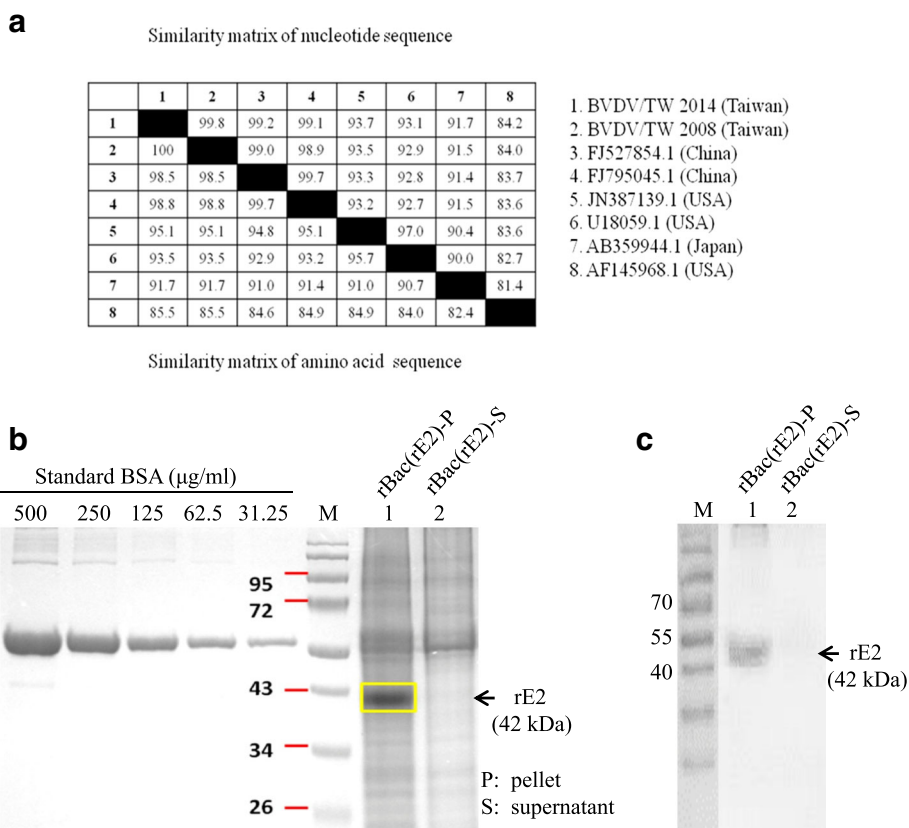 a
Similarity matrix of nucleotide sequence
1 2 3 4 5 6 7 8
1 99.8 99.2 99.1 93.7 93.1 91.7 84.2
2 100 99.0 98.9 93.5 92.9 91.5 84.0
3 98.5 98.5 99.7 93.3 92.8 91.4 83.7
4 98.8 98.8 99.7 93.2 92.7 91.5 83.6
5 95.1 95.1 94.8 95.1 97.0 90.4 83.6
6 93.5 93.5 92.9 93.2 95.7 90.0 82.7
7 91.7 91.7 91.0 91.4 91.0 90.7 81.4
8 85.5 85.5 84.6 84.9 84.9 84.0 82.4
Similarity matrix of amino acid sequence
1. BVDV/TW 2014 (Taiwan)
2. BVDV/TW 2008 (Taiwan)
3. FJ527854.1 (China)
4. FJ795045.1 (China)
5. JN387139.1 (USA)
6. U18059.1 (USA)
7. AB359944.1 (Japan)
8. AF145968.1 (USA)
b
Standard BSA (μg/ml)
500 250 125 62.5 31.25 M 1 2
rBac(rE2)-P
rBac(rE2)-S
95
72
43
34
26
rE2
(42 kDa)
P: pellet
S: supernatant
c
rBac(rE2)-P
rBac(rE2)-S
M 1 2
70
55
40
rE2
(42 kDa)